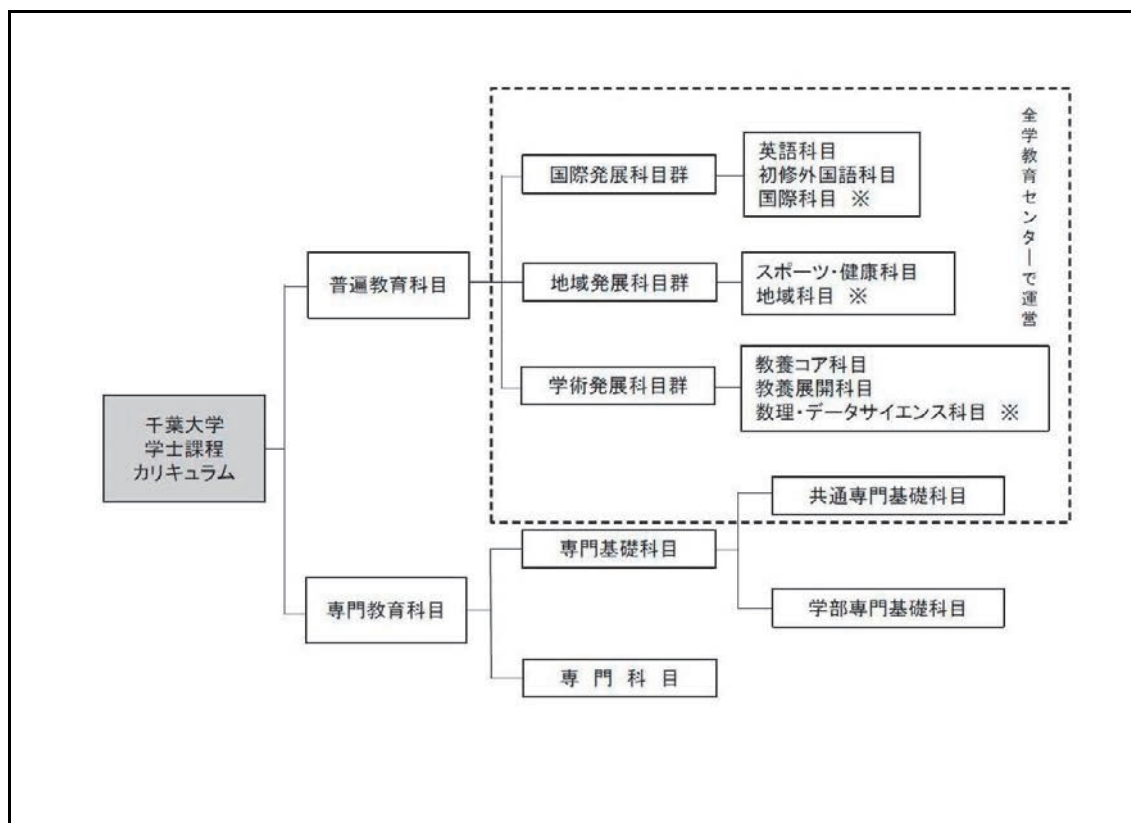 千葉大学
学士課程
カリキュラム
普遍教育科目
国際発展科目群
英語科目
初修外国語科目
国際科目 ※
地域発展科目群
スポーツ・健康科目
地域科目 ※
学術発展科目群
教養コア科目
教養展開科目
数理・データサイエンス科目 ※
全学教育センターで運営
専門教育科目
専門基礎科目
共通専門基礎科目
学部専門基礎科目
専 門 科 目